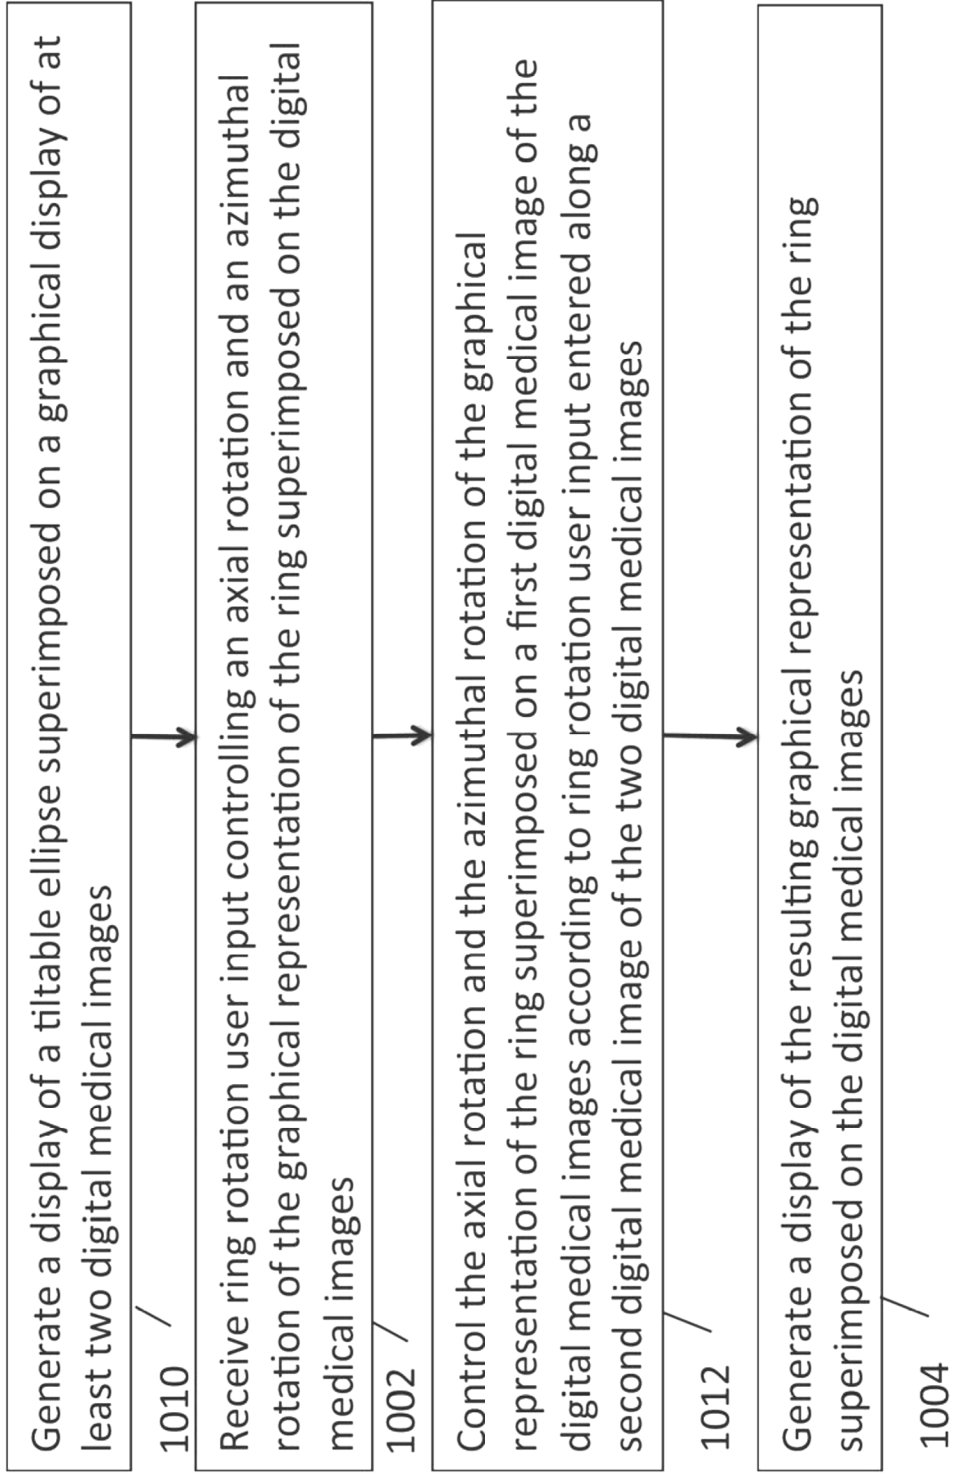 Generate a display of a tiltable ellipse superimposed on a graphical display of at
least two digital medical images
1010
Receive ring rotation user input controlling an axial rotation and an azimuthal
rotation of the graphical representation of the ring superimposed on the digital
medical images
1002
Control the axial rotation and the azimuthal rotation of the graphical
representation of the ring superimposed on a first digital medical image of the
digital medical images according to ring rotation user input entered along a
second digital medical image of the two digital medical images
1012
Generate a display of the resulting graphical representation of the ring
superimposed on the digital medical images
1004